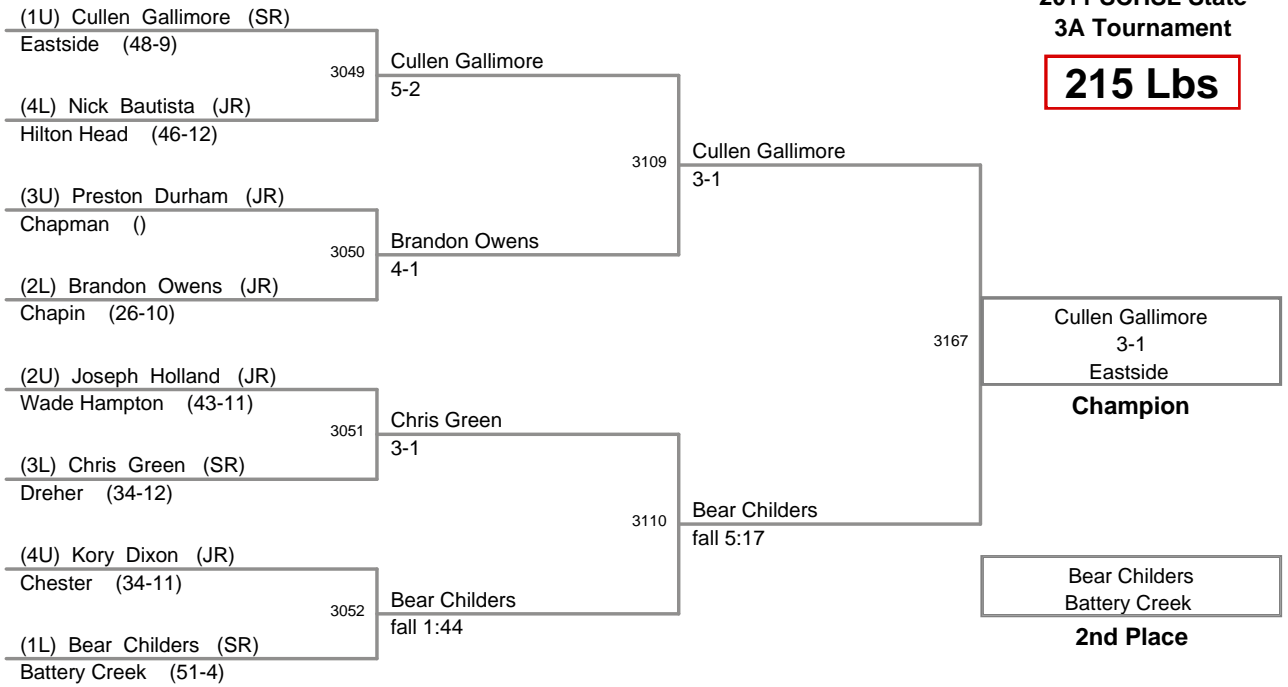 2011 SCHSL State
3A Tournament
215 Lbs
(1U) Cullen Gallimore (SR)
Eastside (48-9)
3049
Cullen Gallimore
5-2
(4L) Nick Bautista (JR)
Hilton Head (46-12)
3109
Cullen Gallimore
3-1
(3U) Preston Durham (JR)
Chapman ()
3050
Brandon Owens
4-1
(2L) Brandon Owens (JR)
Chapin (26-10)
3167
Cullen Gallimore
3-1
Eastside
Champion
(2U) Joseph Holland (JR)
Wade Hampton (43-11)
3051
Chris Green
3-1
(3L) Chris Green (SR)
Dreher (34-12)
3110
Bear Childers
fall 5:17
(4U) Kory Dixon (JR)
Chester (34-11)
3052
Bear Childers
fall 1:44
(1L) Bear Childers (SR)
Battery Creek (51-4)
Bear Childers
Battery Creek
2nd Place